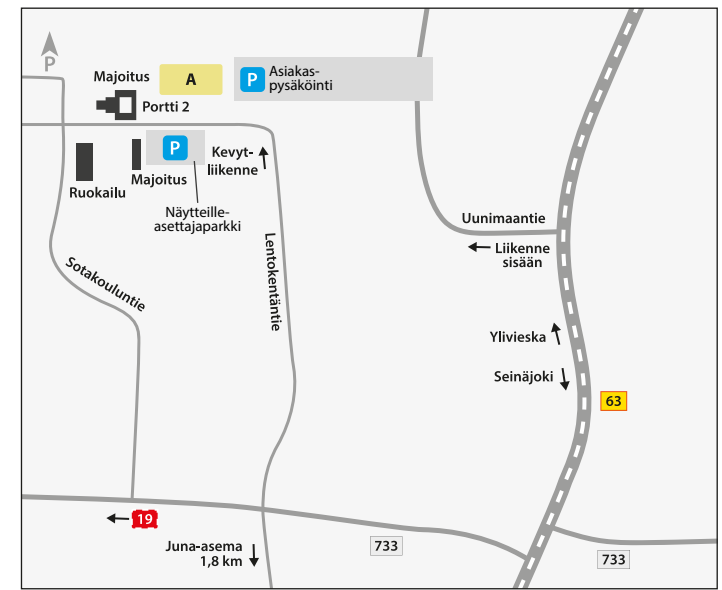 P
Majoitus
A
P
Asiakas-
pysäköinti
Portti 2
P
Kevyt-
liikenne
Majoitus
Ruokailu
Näytteille-
asettajaparkki
Uunimaantie
Liikenne
sisään
Lentokentäntie
Sotakouluntie
Ylivieska
Seinäjoki
63
19
Juna-asema
1,8 km
733
733